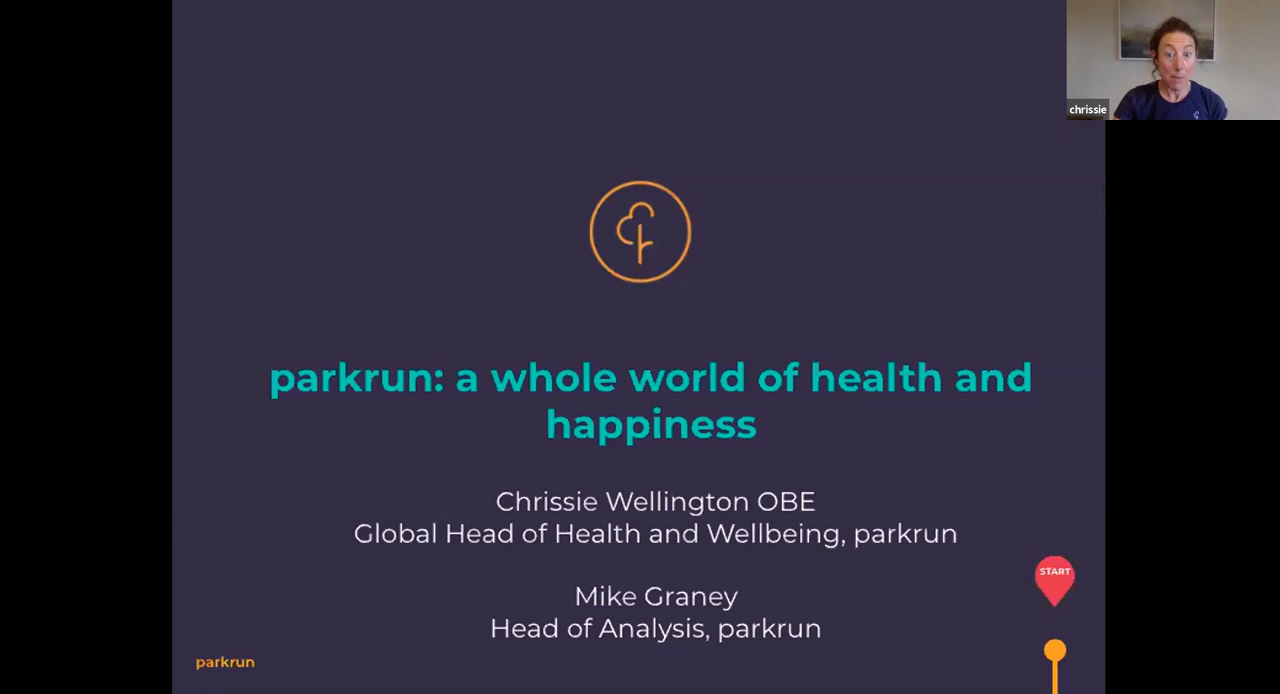 chrissie
parkrun: a whole world of health and
happiness
Chrissie Wellington OBE
Global Head of Health and Wellbeing, parkrun
Mike Graney
Head of Analysis, parkrun
START
parkrun